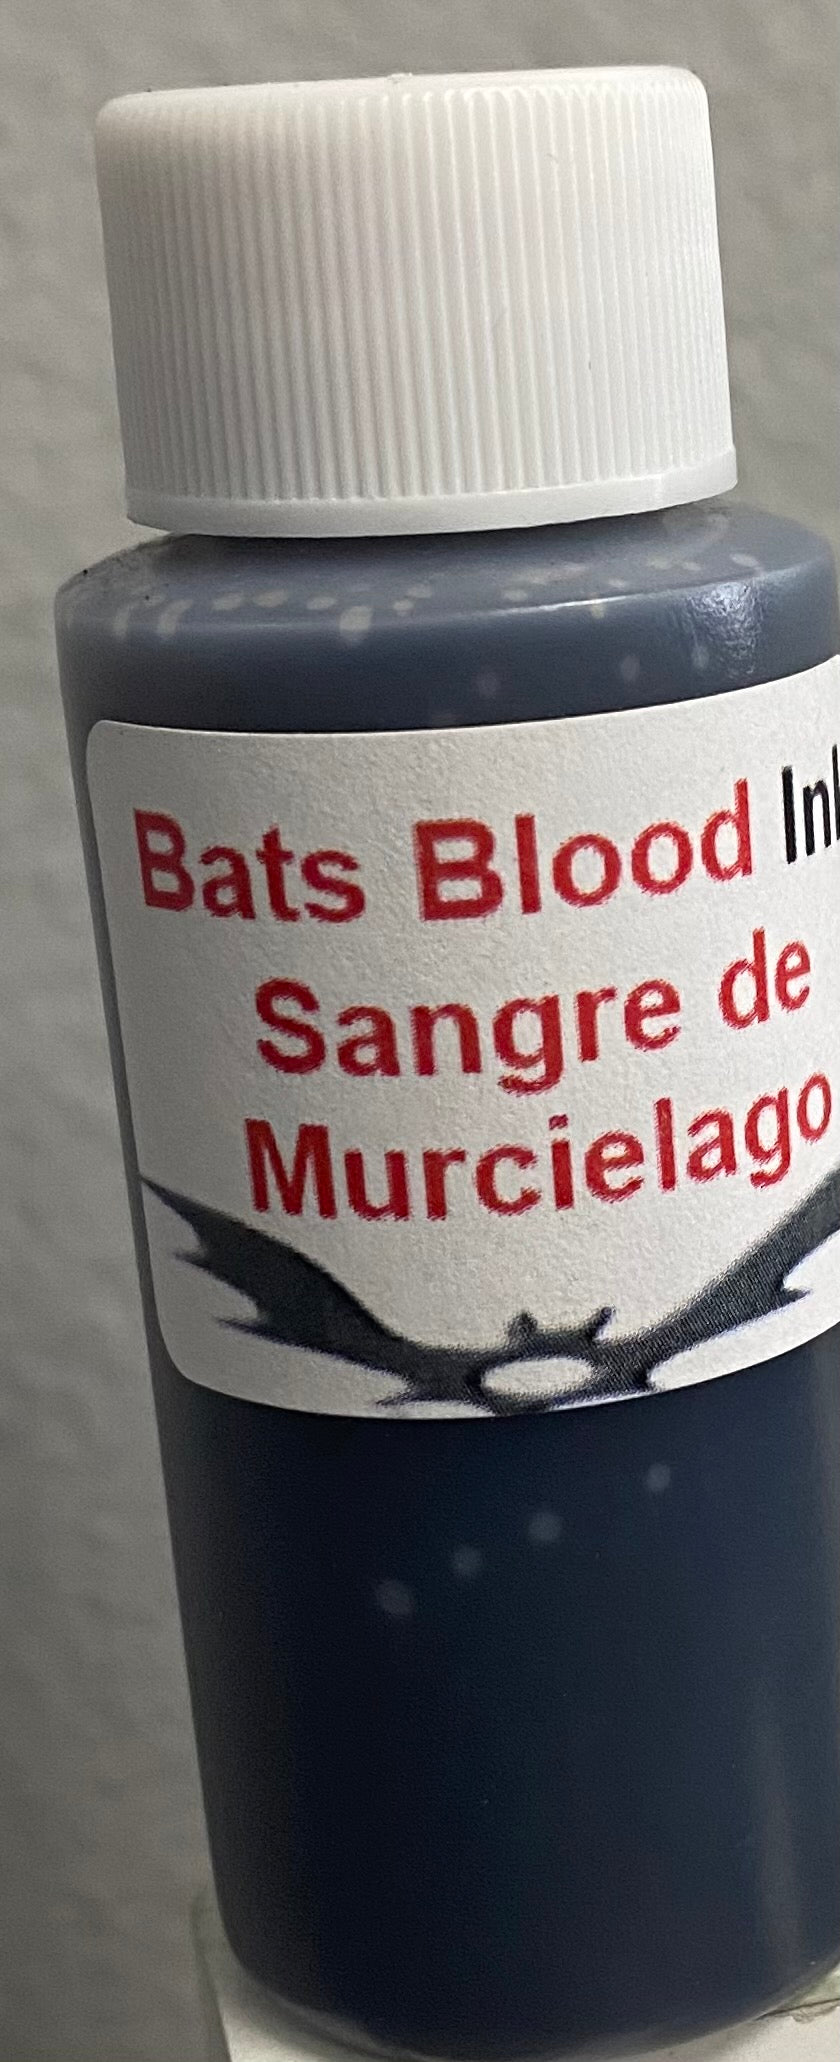 Bats Blood
Sangre de
Murcielago